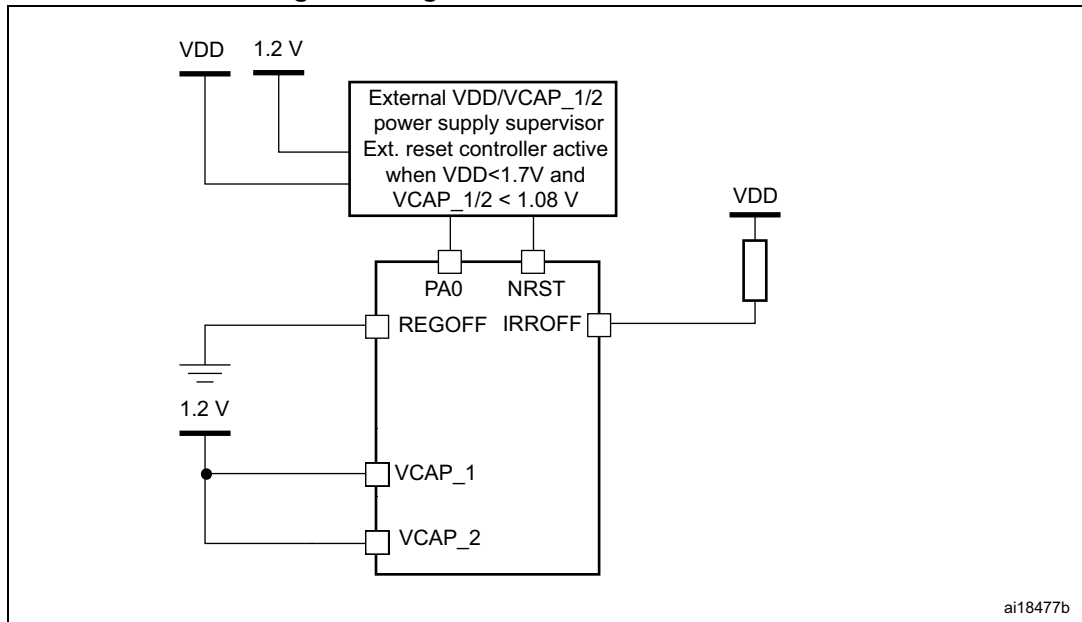 VDD
1.2 V
External VDD/VCAP_1/2
power supply supervisor
Ext. reset controller active
when VDD<1.7V and
VCAP_1/2 < 1.08 V
VDD
PA0
NRST
REGOFF
IRROFF
1.2 V
VCAP_1
VCAP_2
ai18477b